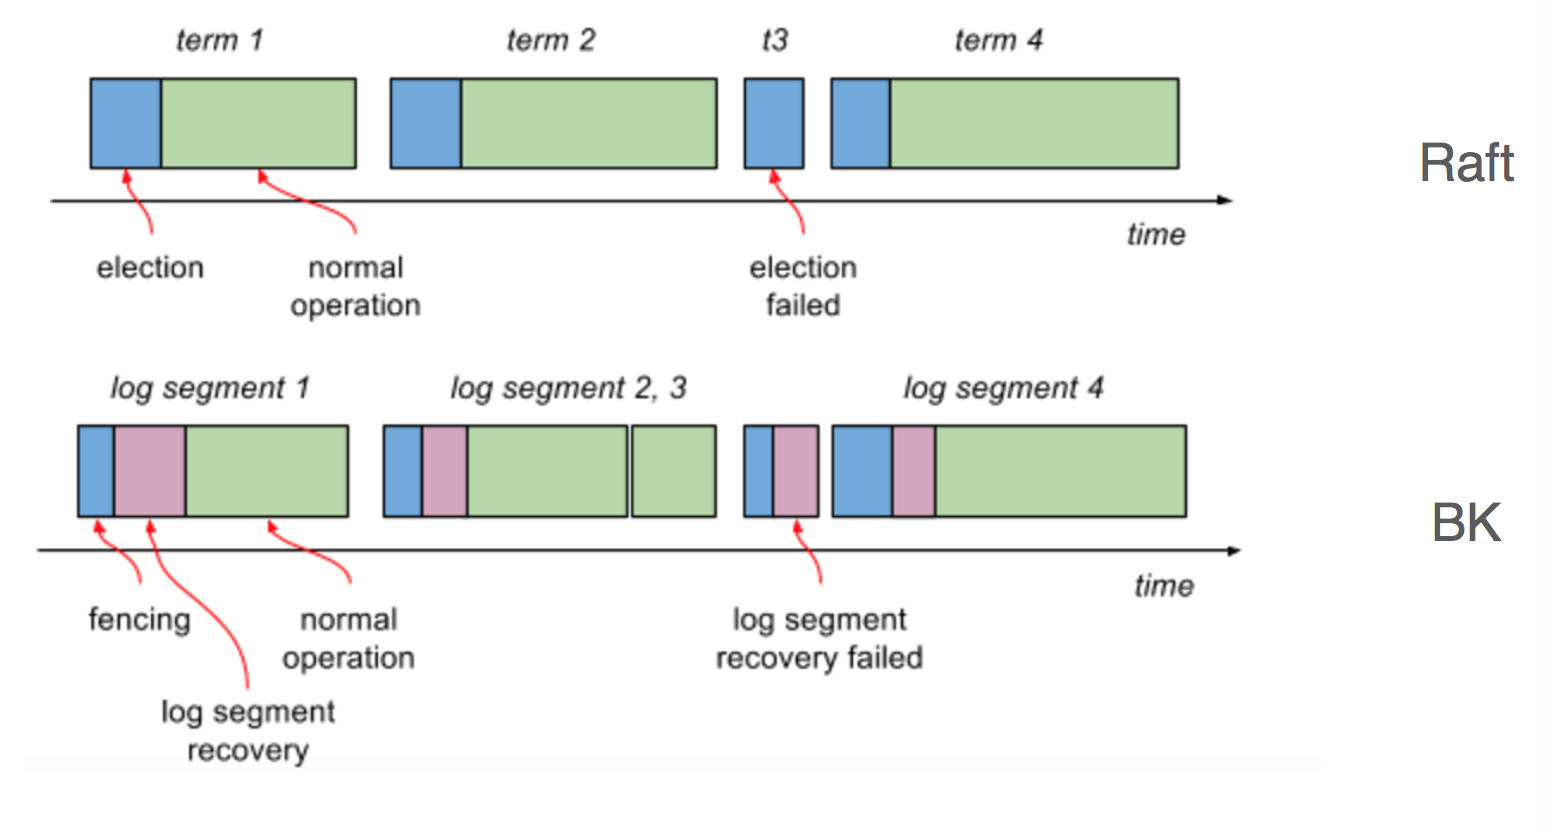 term 1
term 2
t3
term 4
Raft
time
election
normal
operation
election
failed
log segment 1
log segment 2, 3
log segment 4
BK
time
fencing
normal
operation
log segment
recovery failed
log segment
recovery